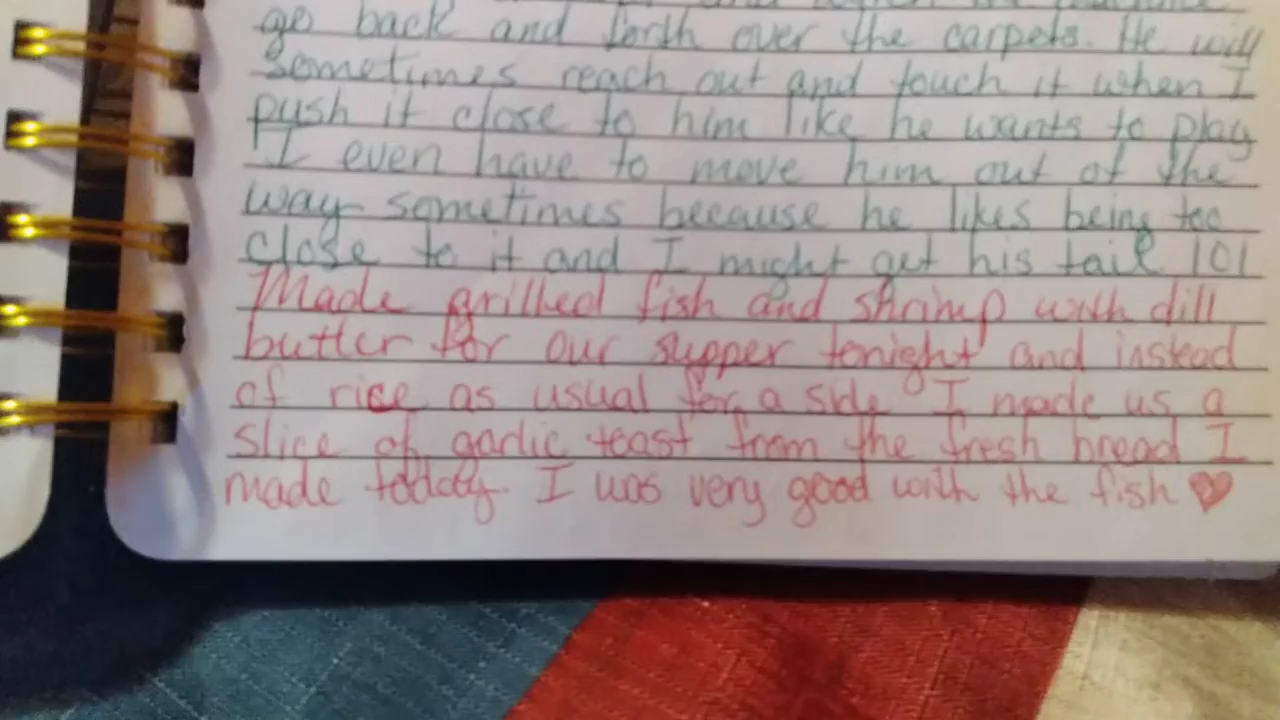 go back and forth over the carpets. He will
sometimes reach out and touch it when I
push it close to him like he wants to play
I even have to move him out of the
way sometimes because he likes being too
close to it and I might get his tail lol
Made grilled fish and shrimp with dill
butter for our supper tonight and instead
of rice as usual for a side I made us a
slice of garlic toast from the fresh bread I
made today. I was very good with the fish ♥